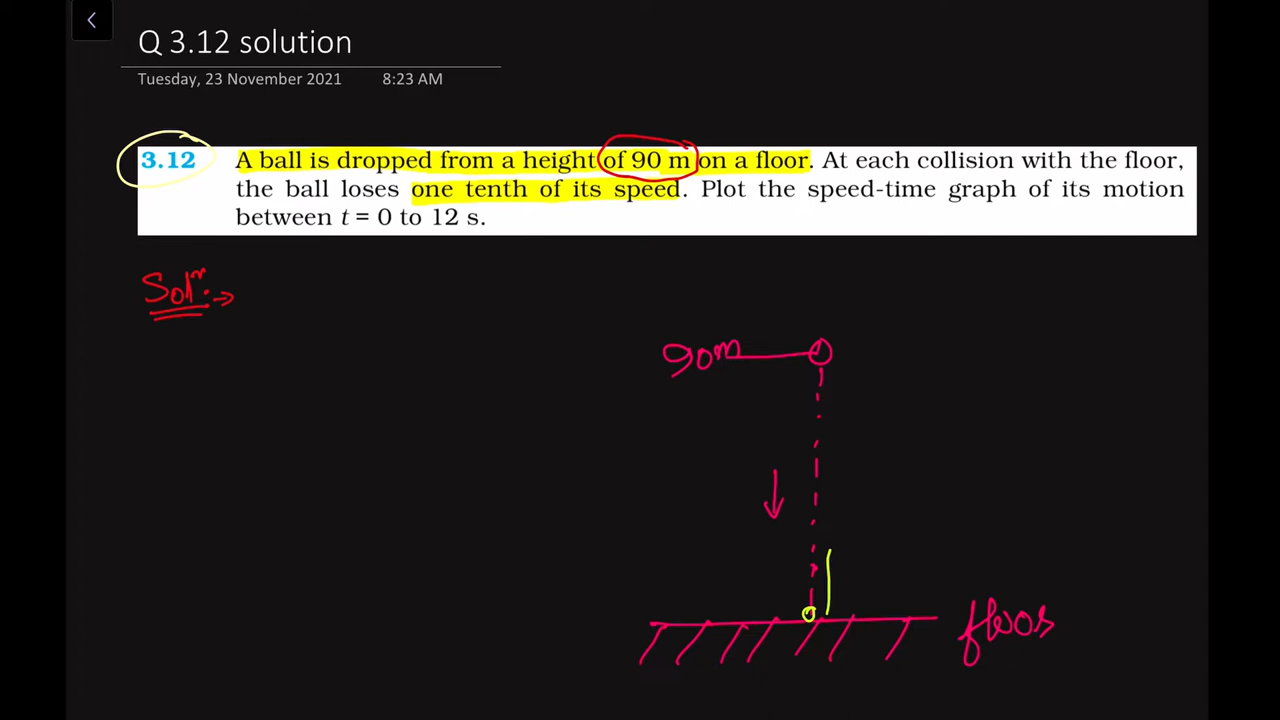 Q 3.12 solution
Tuesday, 23 November 2021 8:23 AM
3.12 A ball is dropped from a height of 90 m on a floor. At each collision with the floor,
the ball loses one tenth of its speed. Plot the speed-time graph of its motion
between t = 0 to 12 s.
Solⁿ. →
90m
floor